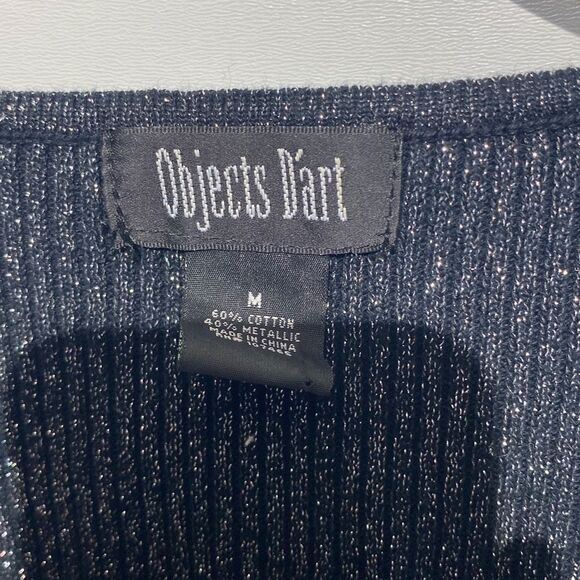 Objects D'art
M
60% COTTON
40% METALLIC
MADE IN CHINA